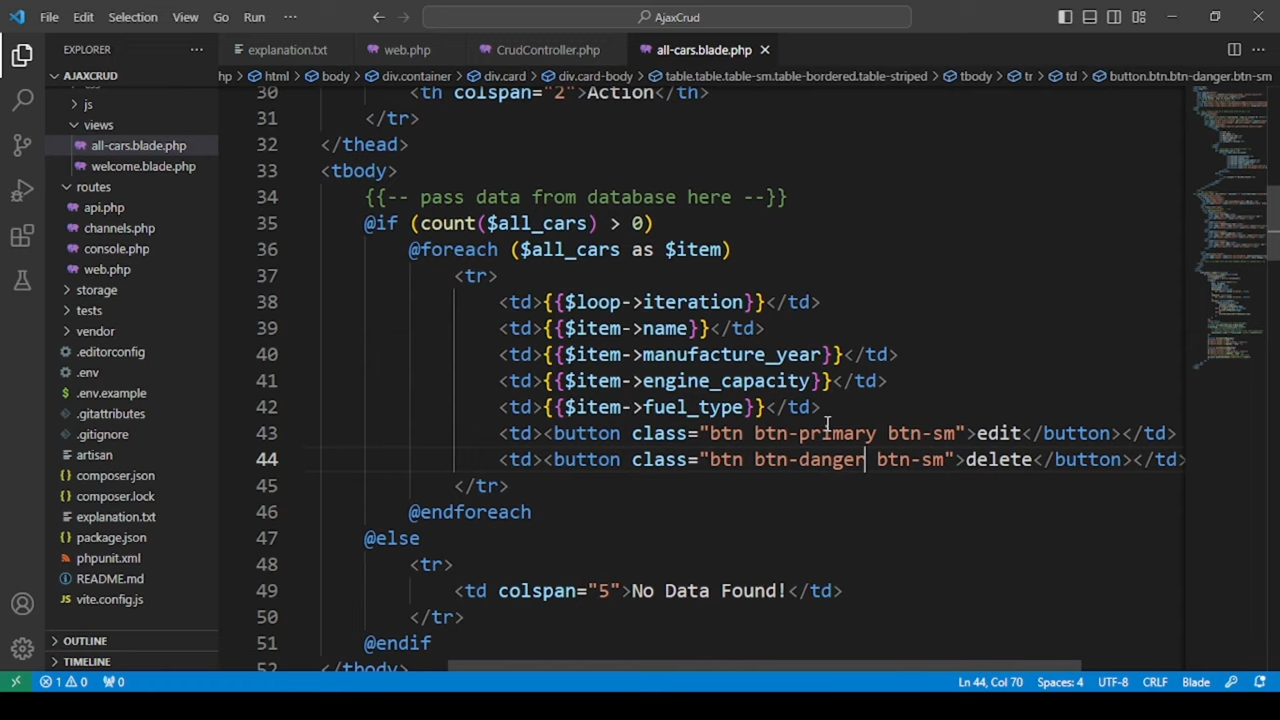 File Edit Selection View Go Run ··· AjaxCrud
EXPLORER ···
explanation.txt web.php CrudController.php all-cars.blade.php
AJAXCRUD
hp html body div.container div.card div.card-body table.table.table-sm.table-bordered.table-striped tbody tr td button.btn.btn-danger.btn-sm
js
views
all-cars.blade.php
welcome.blade.php
routes
api.php
channels.php
console.php
web.php
storage
tests
vendor
.editorconfig
.env
.env.example
.gitattributes
.gitignore
artisan
composer.json
composer.lock
explanation.txt
package.json
phpunit.xml
README.md
vite.config.js
OUTLINE
TIMELINE
30 <th colspan="2">Action</th>
31 </tr>
32 </thead>
33 <tbody>
34 {{-- pass data from database here --}}
35 @if (count($all_cars) > 0)
36 @foreach ($all_cars as $item)
37 <tr>
38 <td>{{$loop->iteration}}</td>
39 <td>{{$item->name}}</td>
40 <td>{{$item->manufacture_year}}</td>
41 <td>{{$item->engine_capacity}}</td>
42 <td>{{$item->fuel_type}}</td>
43 <td><button class="btn btn-primary btn-sm">edit</button></td>
44 <td><button class="btn btn-danger btn-sm">delete</button></td>
45 </tr>
46 @endforeach
47 @else
48 <tr>
49 <td colspan="5">No Data Found!</td>
50 </tr>
51 @endif
52 </tbody>
1 0 0 Ln 44, Col 70 Spaces: 4 UTF-8 CRLF Blade